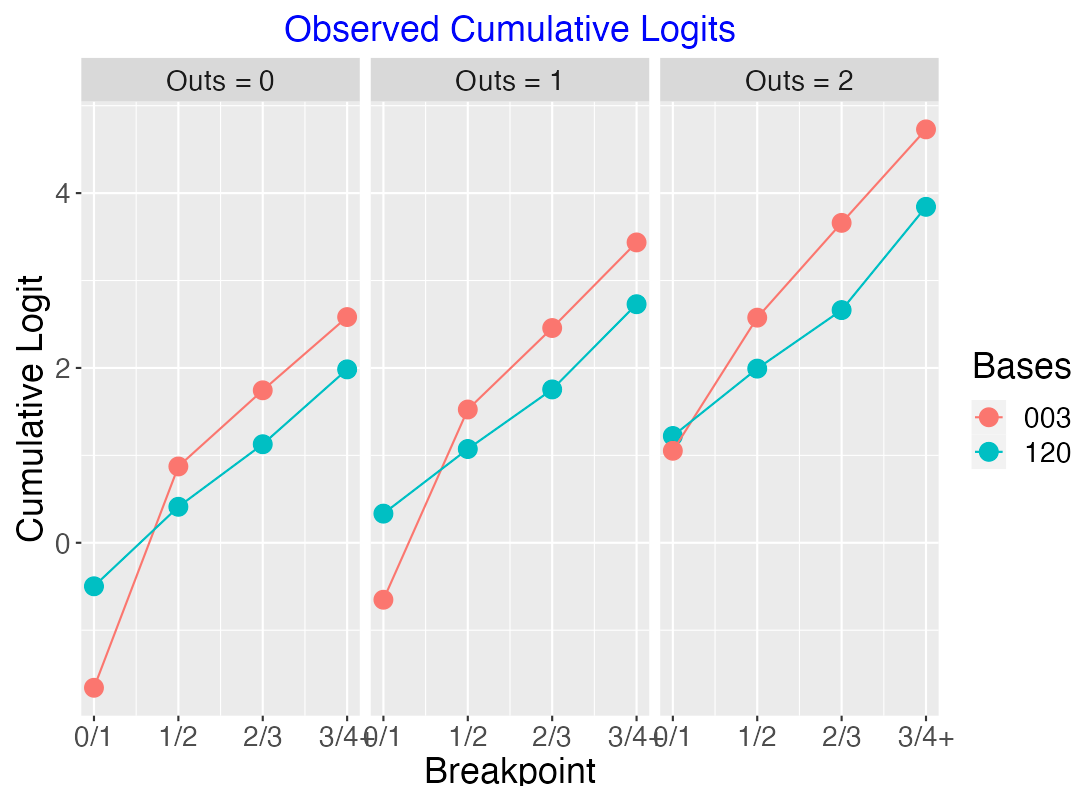 Observed Cumulative Logits
Outs = 0
Outs = 1
Outs = 2
Cumulative Logit
4
2
0
0/1 1/2 2/3 3/4+
0/1 1/2 2/3 3/4+
0/1 1/2 2/3 3/4+
Breakpoint
Bases
003
120